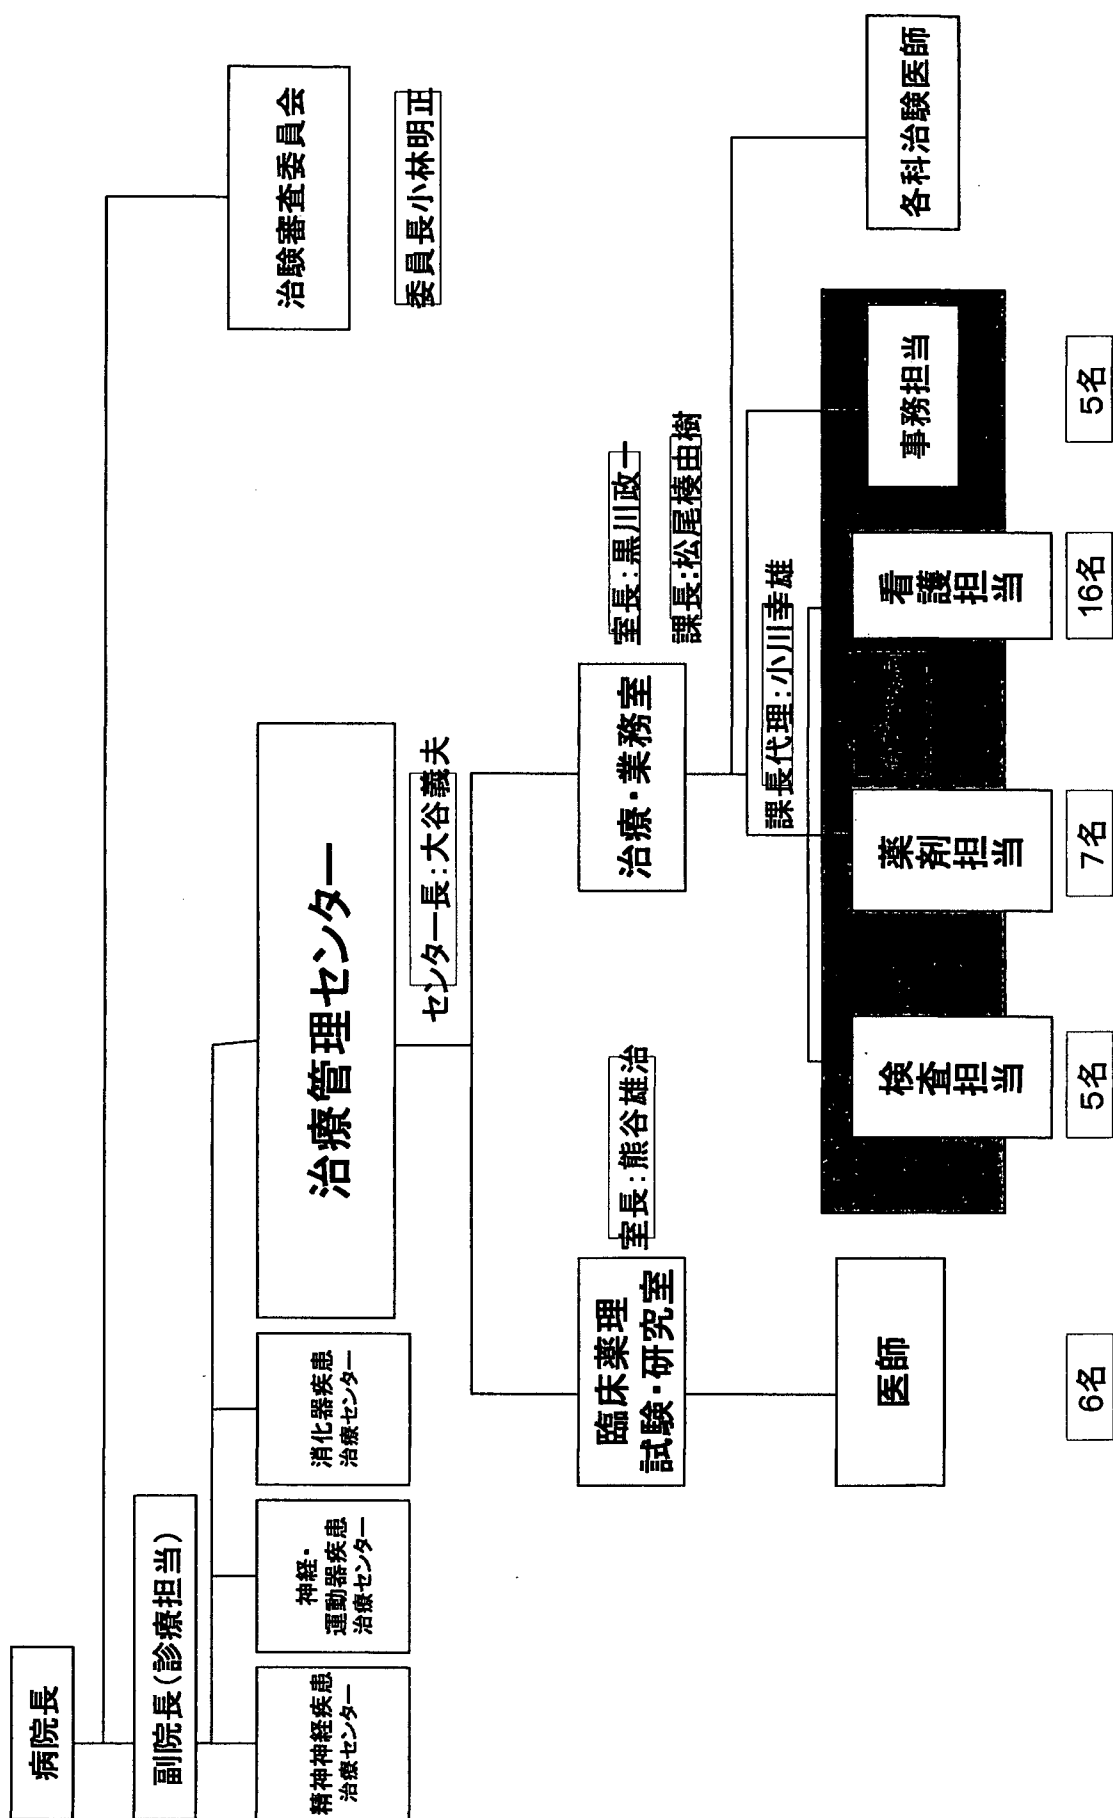 病院長
副院長(診療担当)
治験審査委員会
委員長小林明正
精神神経疾患
治療センター
神経・
運動器疾患
治療センター
消化器疾患
治療センター
治療管理センター
センター長:大谷義夫
臨床薬理
試験・研究室
室長:熊谷雄治
治療・業務室
室長:黒川政一
課長:松尾榛由樹
課長代理:小川幸雄
医師
検査
担当
薬剤
担当
看護
担当
事務担当
各科治験医師
6名
5名
7名
16名
5名